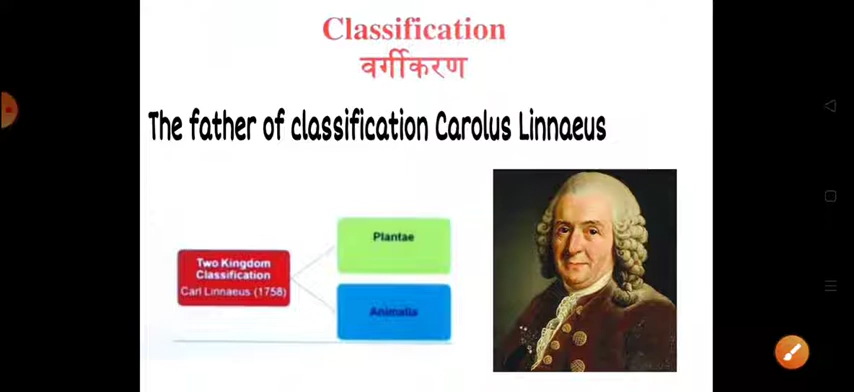 Classification
वर्गीकरण
The father of classification Carolus Linnaeus
Two Kingdom
Classification
Carl Linnaeus (1758)
Plantae
Animalia